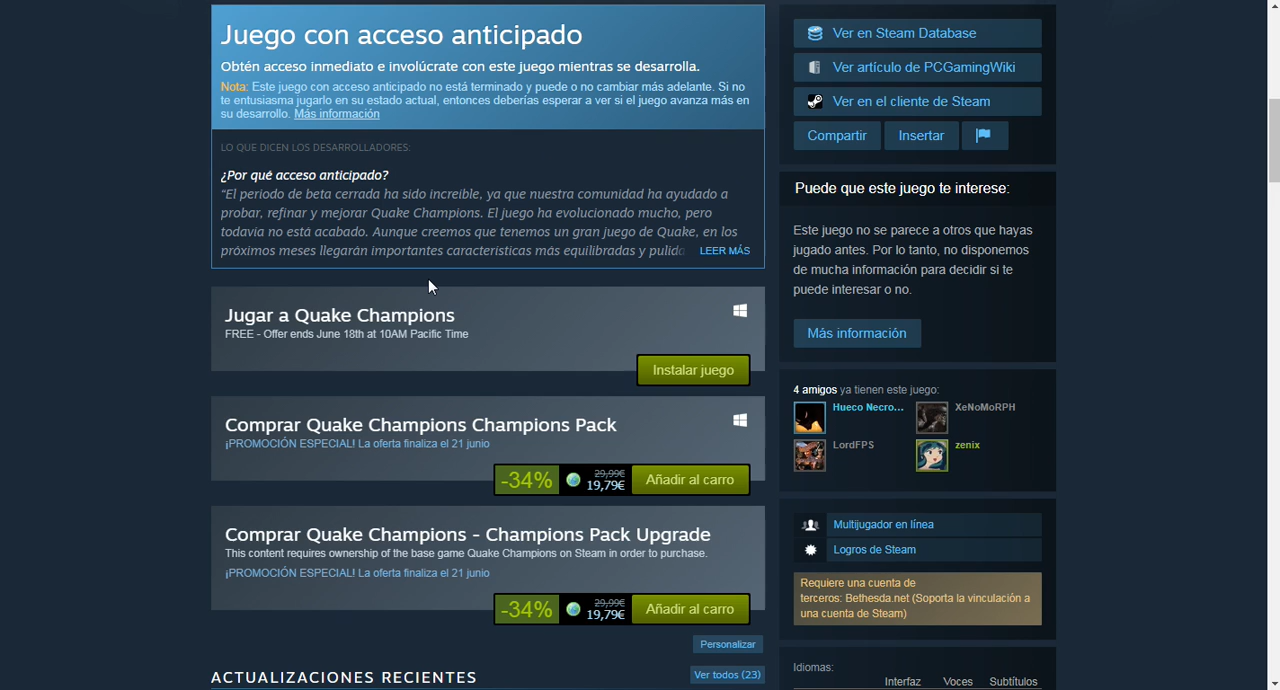 Juego con acceso anticipado
Obtén acceso inmediato e involúcrate con este juego mientras se desarrolla.
Nota: Este juego con acceso anticipado no está terminado y puede o no cambiar más adelante. Si no
te entusiasma jugarlo en su estado actual, entonces deberías esperar a ver si el juego avanza más en
su desarrollo. Más información
LO QUE DICEN LOS DESARROLLADORES:
¿Por qué acceso anticipado?
“El periodo de beta cerrada ha sido increíble, ya que nuestra comunidad ha ayudado a
probar, refinar y mejorar Quake Champions. El juego ha evolucionado mucho, pero
todavía no está acabado. Aunque creemos que tenemos un gran juego de Quake, en los
próximos meses llegarán importantes características más equilibradas y pulida
LEER MÁS
Jugar a Quake Champions
FREE - Offer ends June 18th at 10AM Pacific Time
Instalar juego
Comprar Quake Champions Champions Pack
¡PROMOCIÓN ESPECIAL! La oferta finaliza el 21 junio
-34%
29,99€
19,79€
Añadir al carro
Comprar Quake Champions - Champions Pack Upgrade
This content requires ownership of the base game Quake Champions on Steam in order to purchase.
¡PROMOCIÓN ESPECIAL! La oferta finaliza el 21 junio
-34%
29,99€
19,79€
Añadir al carro
Personalizar
ACTUALIZACIONES RECIENTES
Ver todos (23)
Ver en Steam Database
Ver artículo de PCGamingWiki
Ver en el cliente de Steam
Compartir
Insertar
Puede que este juego te interese:
Este juego no se parece a otros que hayas
jugado antes. Por lo tanto, no disponemos
de mucha información para decidir si te
puede interesar o no.
Más información
4 amigos ya tienen este juego:
Hueco Necro...
XeNoMoRPH
LordFPS
zenix
Multijugador en línea
Logros de Steam
Requiere una cuenta de
terceros: Bethesda.net (Soporta la vinculación a
una cuenta de Steam)
Idiomas:
Interfaz
Voces
Subtítulos